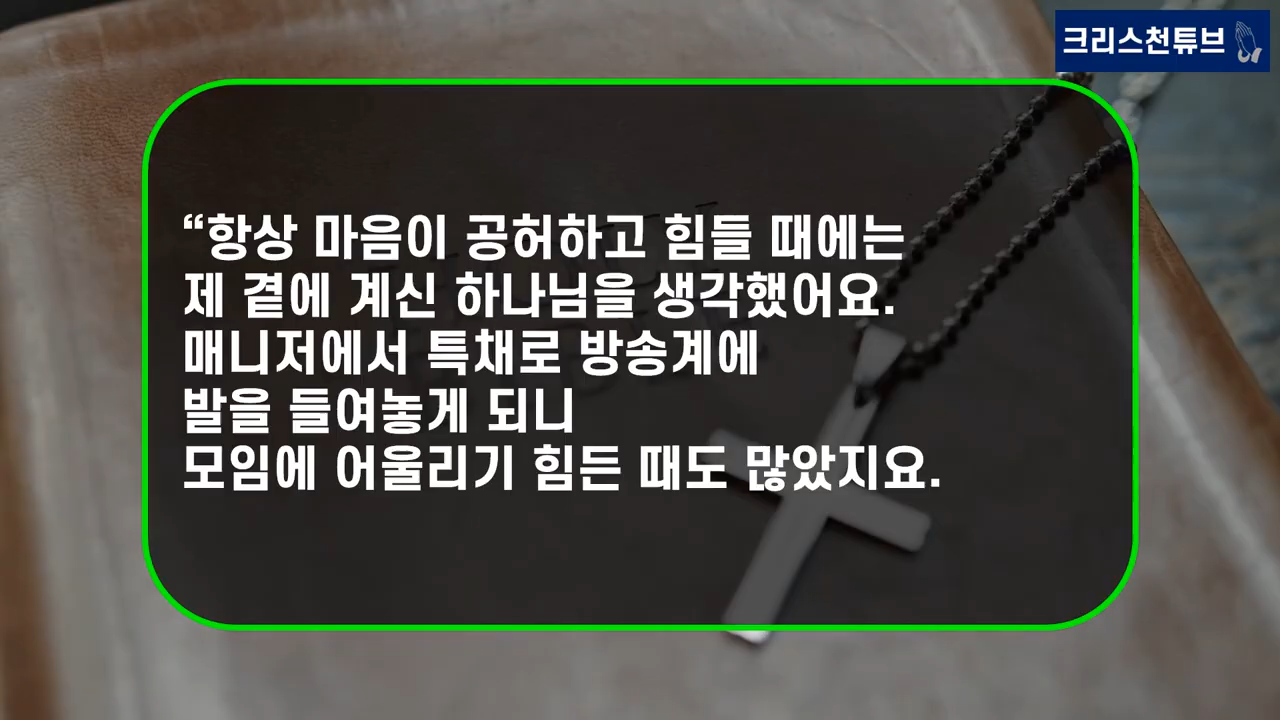 크리스천튜브
“항상 마음이 공허하고 힘들 때에는
제 곁에 계신 하나님을 생각했어요.
매니저에서 특채로 방송계에
발을 들여놓게 되니
모임에 어울리기 힘든 때도 많았지요.